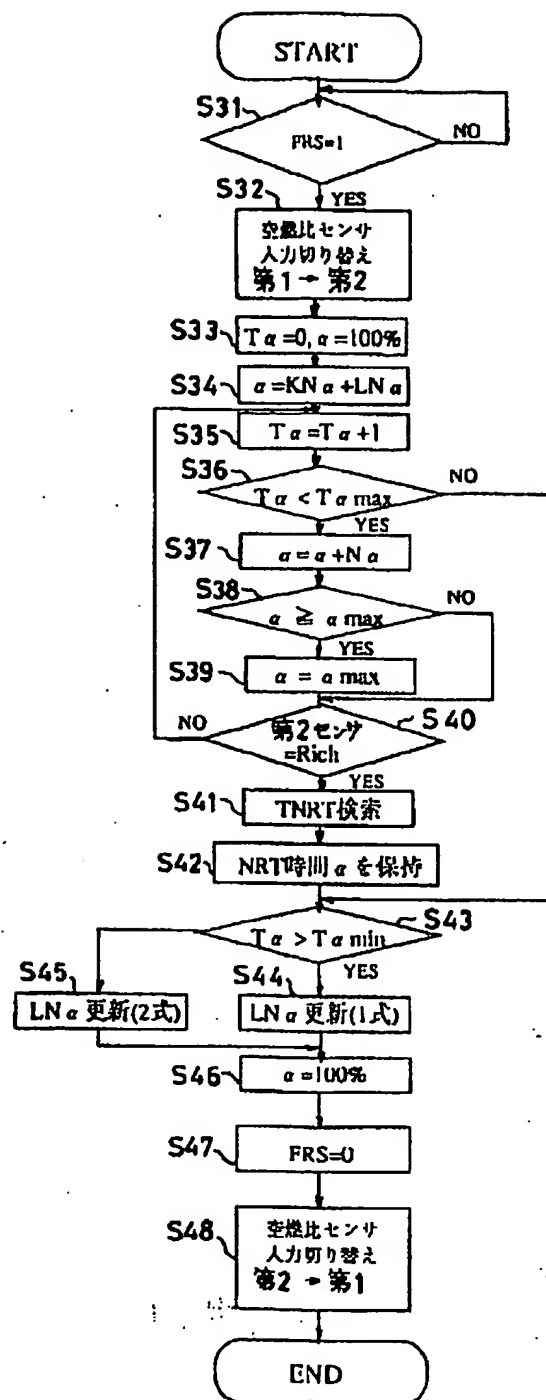 START
S31
FRS=1
NO
YES
S32
空燃比センサ
入力切り替え
第1→第2
S33
Tα=0, α=100%
S34
α=KNα+LNα
S35
Tα=Tα+1
S36
Tα<Tα max
NO
YES
S37
α=α+Nα
S38
α ≧ α max
NO
YES
S39
α = α max
NO
S40
第2センサ
=Rich
YES
S41
TNRT検索
S42
NRT時間αを保持
S43
Tα>Tα min
YES
S45
LNα更新(2式)
S44
LNα更新(1式)
S46
α=100%
S47
FRS=0
S48
空燃比センサ
入力切り替え
第2→第1
END